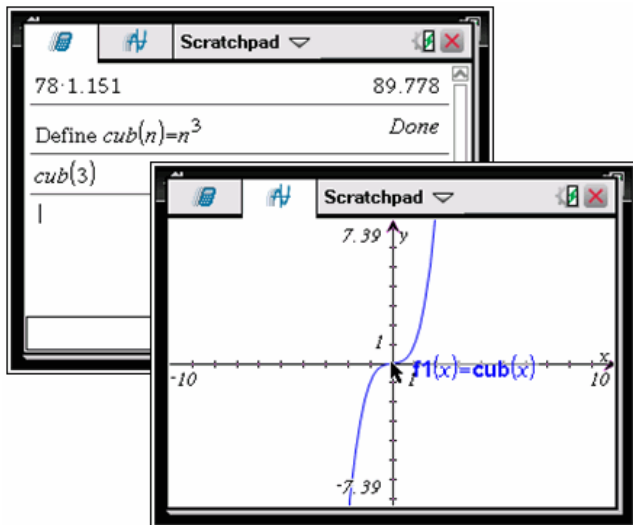 Scratchpad
78·1.151 89.778
Define cub(n)=n³ Done
cub(3)
Scratchpad
7.39 y
1
x
-10 1 10
f1(x)=cub(x)
-7.39